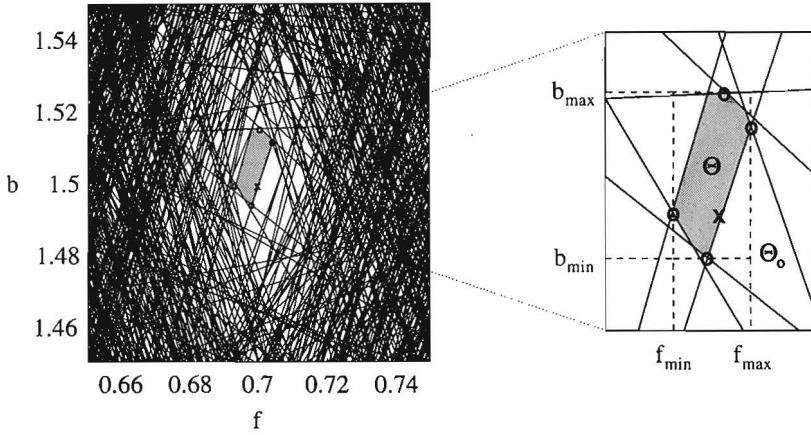 1.54
1.52
b 1.5
1.48
1.46
0.66 0.68 0.7 0.72 0.74
f
b_max
Θ
x
b_min
Θ_o
f_min f_max